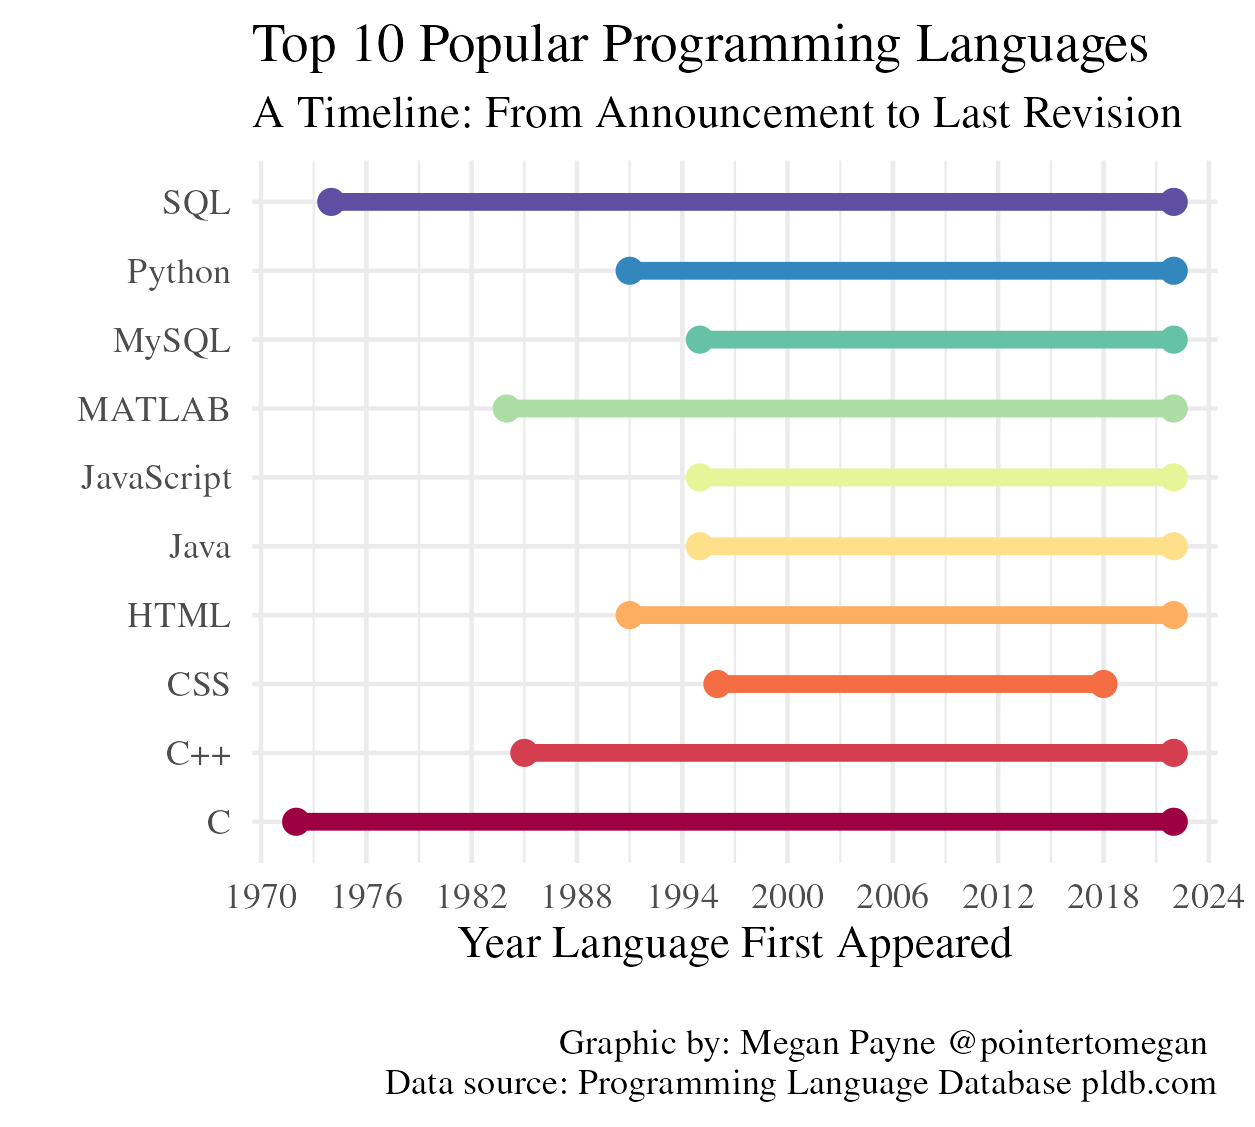 Top 10 Popular Programming Languages
A Timeline: From Announcement to Last Revision
SQL
Python
MySQL
MATLAB
JavaScript
Java
HTML
CSS
C++
C
1970 1976 1982 1988 1994 2000 2006 2012 2018 2024
Year Language First Appeared
Graphic by: Megan Payne @pointertomegan
Data source: Programming Language Database pldb.com